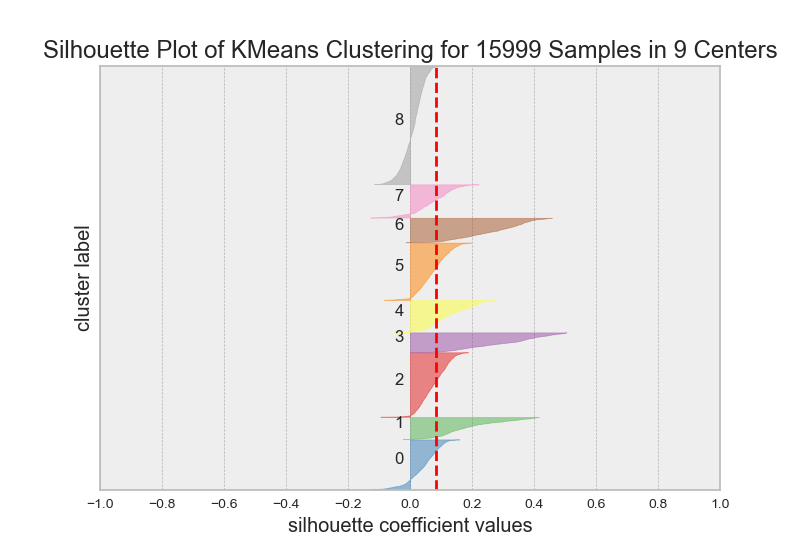 Silhouette Plot of KMeans Clustering for 15999 Samples in 9 Centers
8
7
6
5
4
3
2
1
0
cluster label
−1.0 −0.8 −0.6 −0.4 −0.2 0.0 0.2 0.4 0.6 0.8 1.0
silhouette coefficient values